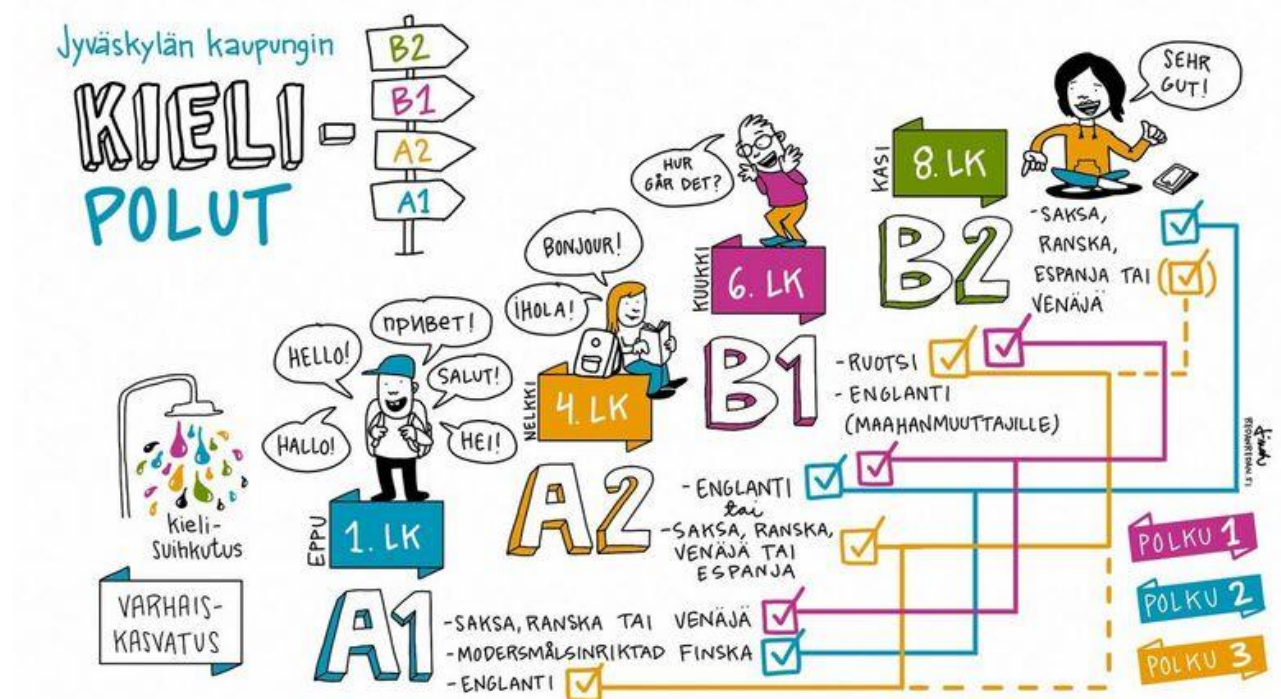 Jyväskylän kaupungin
KIELI-
POLUT
B2
B1
A2
A1
kieli-
suihkutus
VARHAIS-
KASVATUS
HELLO!
ПРИВЕТ!
SALUT!
HALLO!
HEI!
EPPU
1. LK
A1
-SAKSA, RANSKA TAI VENÄJÄ
-MODERSMÅLSINRIKTAD FINSKA
-ENGLANTI
BONJOUR!
¡HOLA!
NELKKI
4. LK
A2
-ENGLANTI
tai
-SAKSA, RANSKA,
VENÄJÄ TAI
ESPANJA
HUR
GÅR DET?
KUUKKI
6. LK
B1
-RUOTSI
-ENGLANTI
(MAAHANMUUTTAJILLE)
SEHR
GUT!
KASI
8. LK
B2
-SAKSA,
RANSKA,
ESPANJA TAI
VENÄJÄ
POLKU 1
POLKU 2
POLKU 3